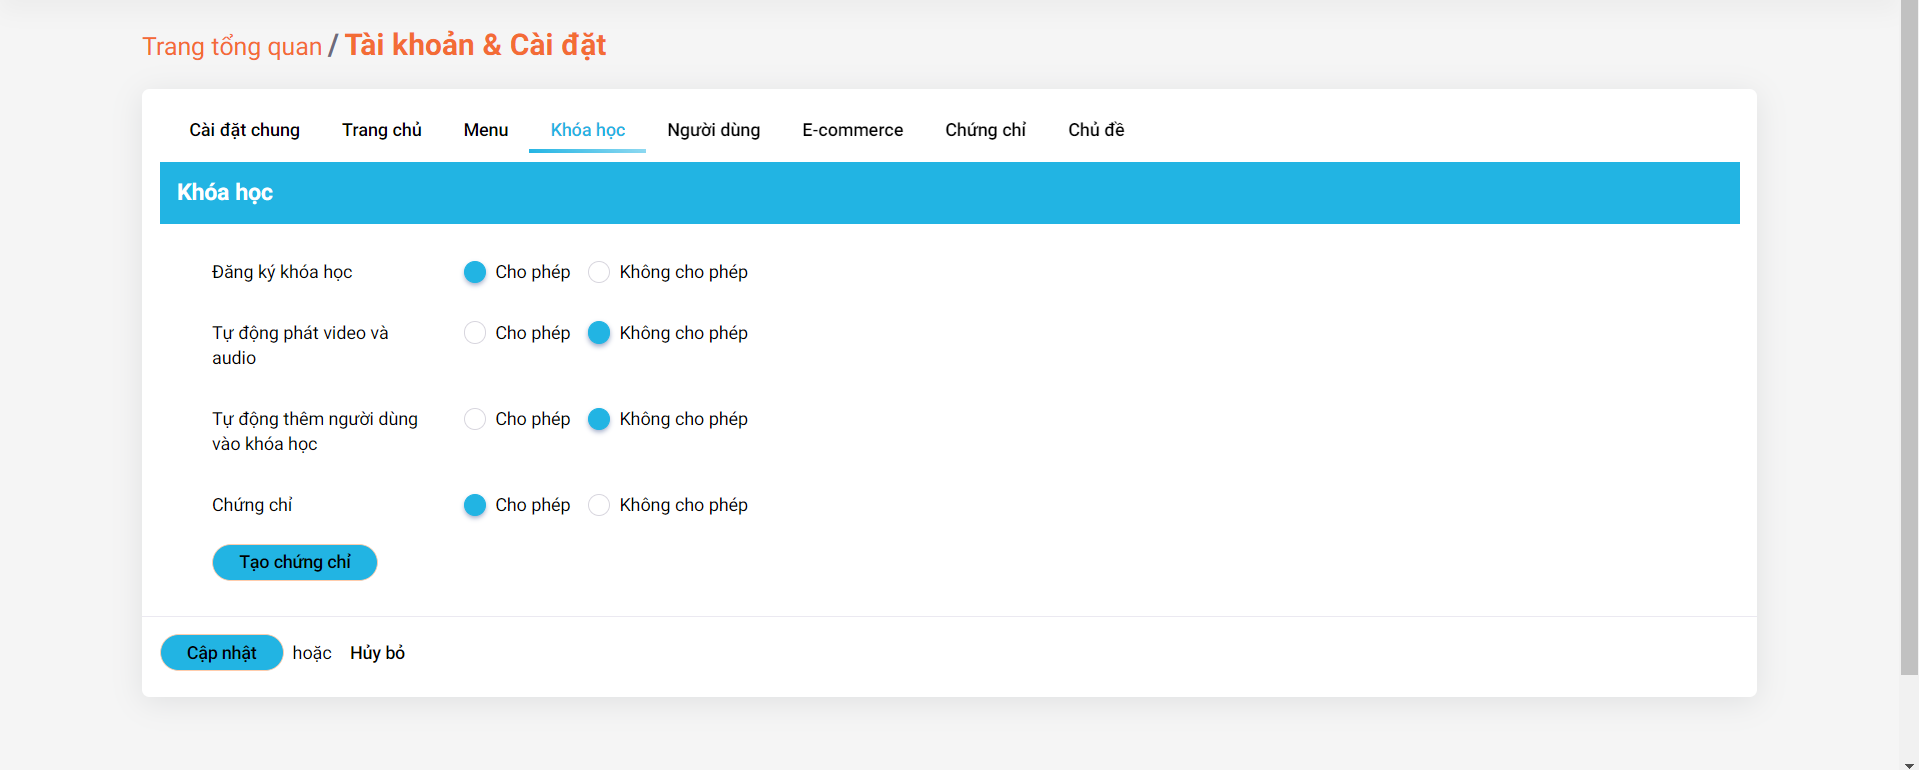 Trang tổng quan / Tài khoản & Cài đặt
Cài đặt chung Trang chủ Menu Khóa học Người dùng E-commerce Chứng chỉ Chủ đề
Khóa học
Đăng ký khóa học Cho phép Không cho phép
Tự động phát video và Cho phép Không cho phép
audio
Tự động thêm người dùng Cho phép Không cho phép
vào khóa học
Chứng chỉ Cho phép Không cho phép
Tạo chứng chỉ
Cập nhật hoặc Hủy bỏ